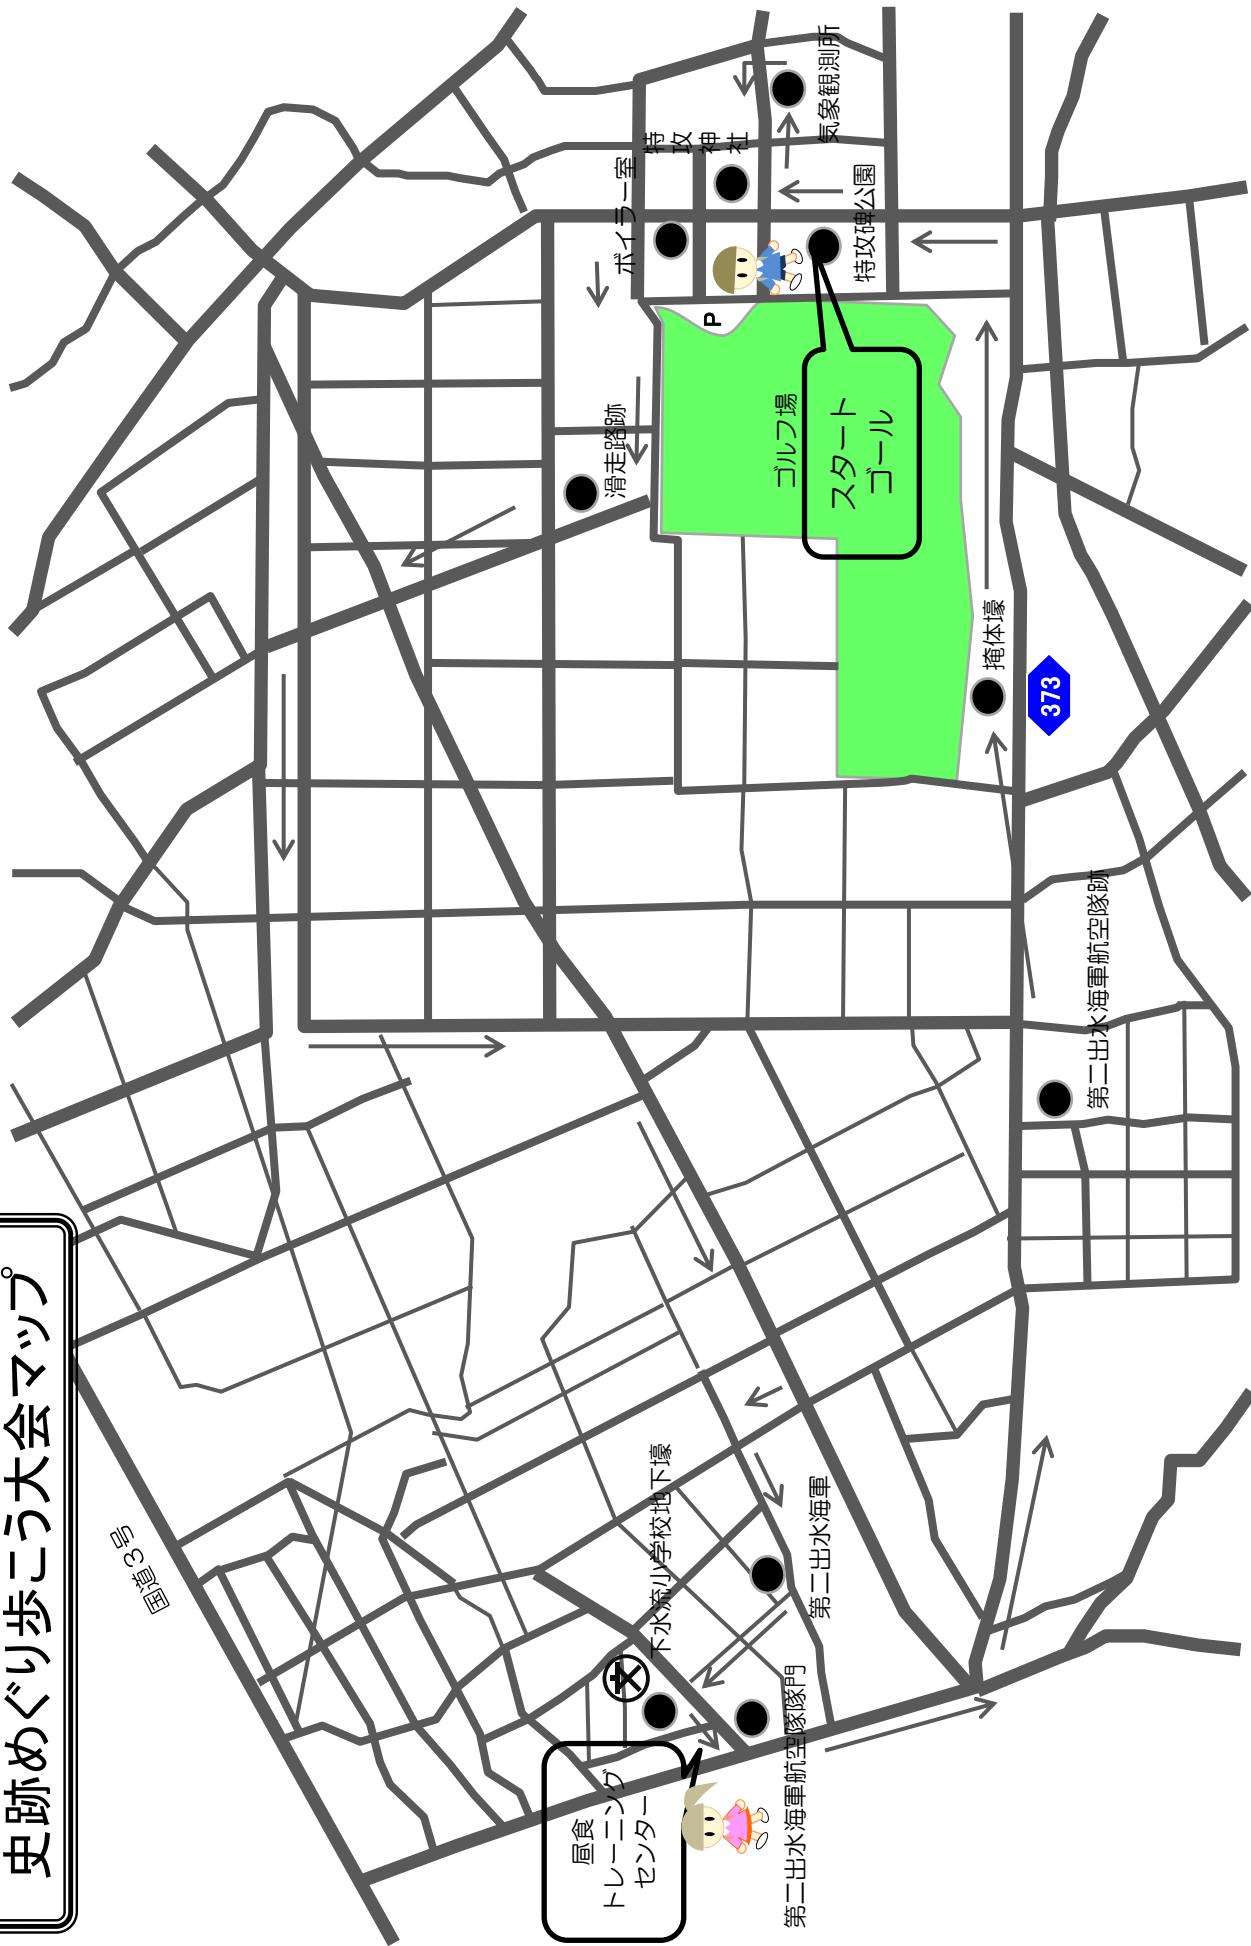 史跡めぐり歩こう大会マップ
国道3号
昼食
トレーニング
センター
下水流小学校地下壕
第二出水海軍航空隊隊門
第二出水海軍
第二出水海軍航空隊跡
掩体壕
373
滑走路跡
ゴルフ場
スタート
ゴール
P
ボイラー室
特攻神社
特攻碑公園
気象観測所
文